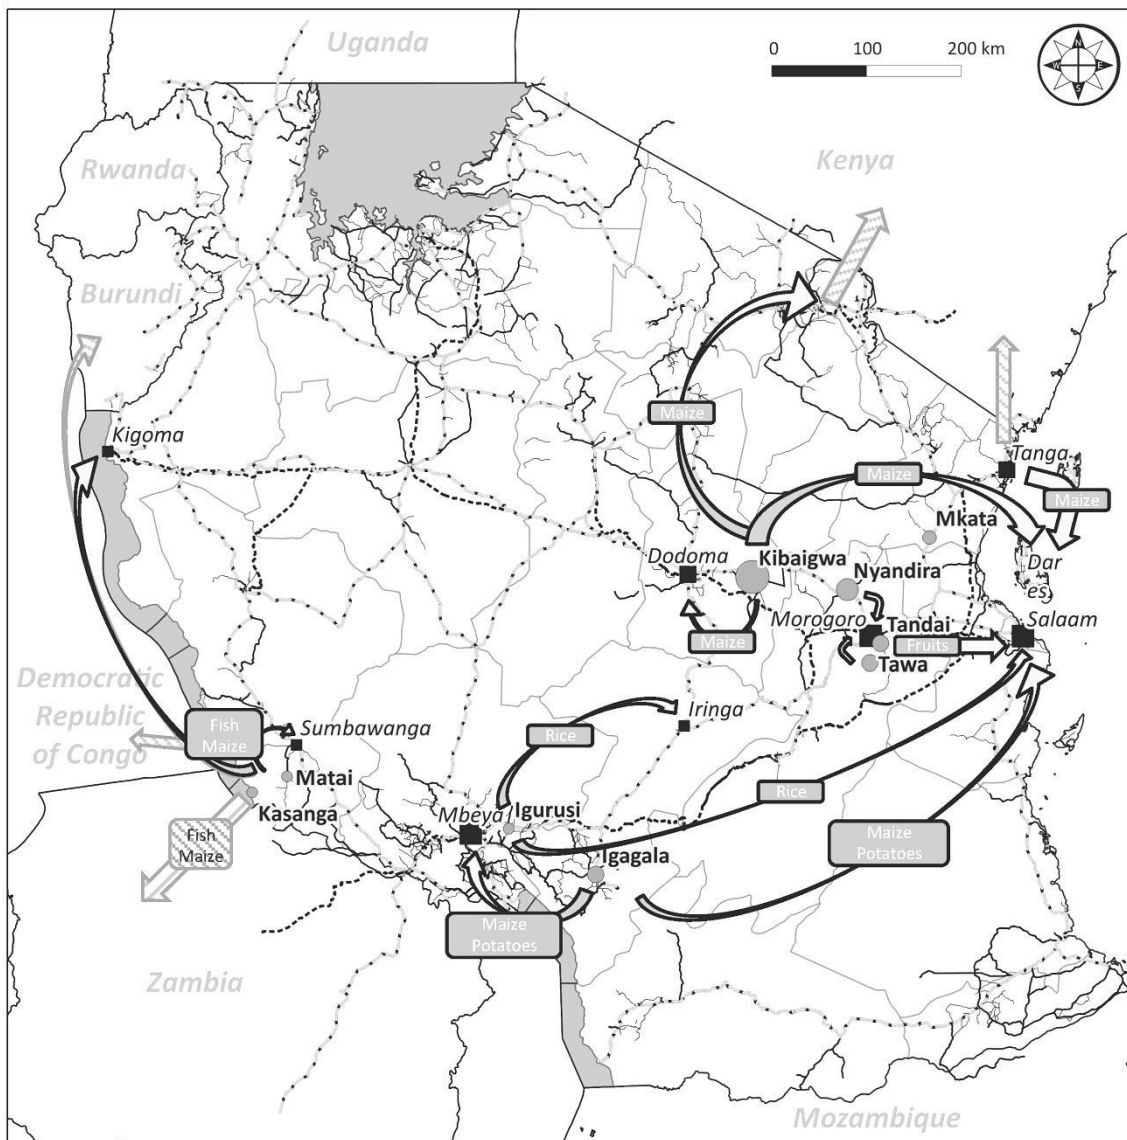 Uganda
0 100 200 km
N
W E
S
Rwanda
Kenya
Burundi
Maize
Kigoma
Tanga
Maize
Maize
Mkata
Dodoma
Kibaigwa
Nyandira
Dar
es
Morogoro
Tandai
Salaam
Maize
Fruits
Tawa
Democratic
Republic
of Congo
Fish
Maize
Sumbawanga
Iringa
Rice
Matai
Kasanga
Rice
Mbeya
Igurusi
Fish
Maize
Maize
Potatoes
Igagala
Maize
Potatoes
Zambia
Mozambique